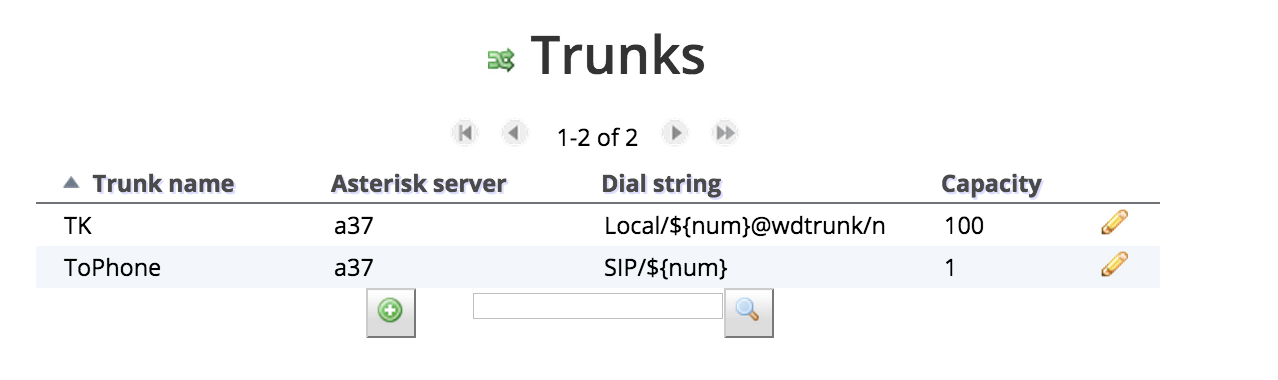 Trunks
1-2 of 2
Trunk name Asterisk server Dial string Capacity
TK a37 Local/${num}@wdtrunk/n 100
ToPhone a37 SIP/${num} 1